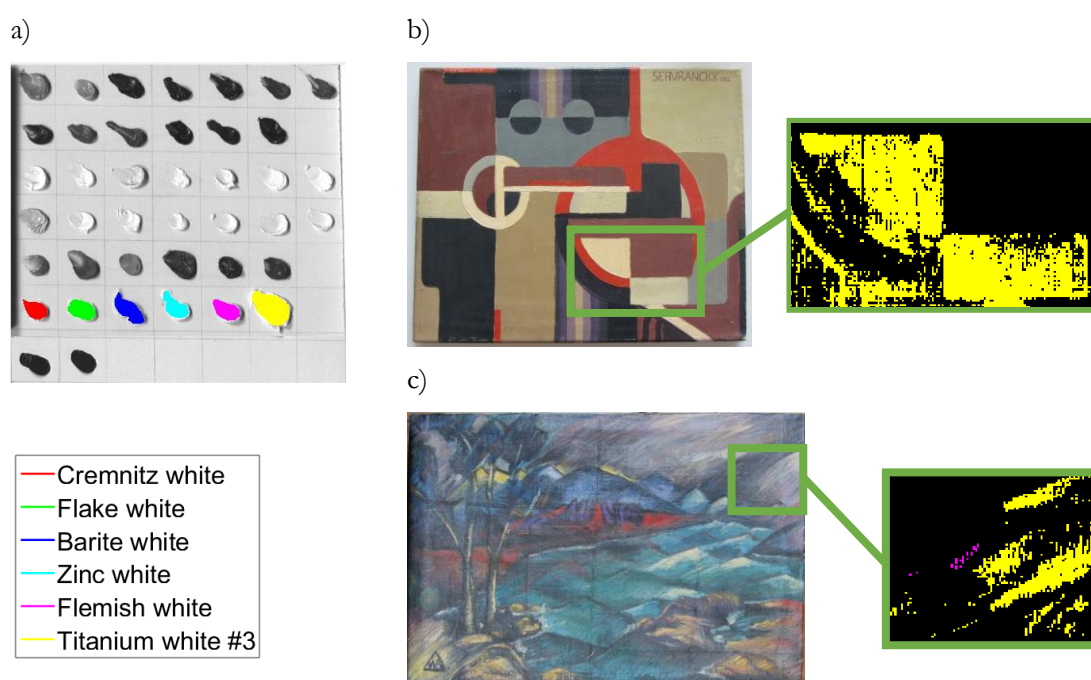 a)
b)
SERVRANCKX
c)
Cremnitz white
Flake white
Barite white
Zinc white
Flemish white
Titanium white #3